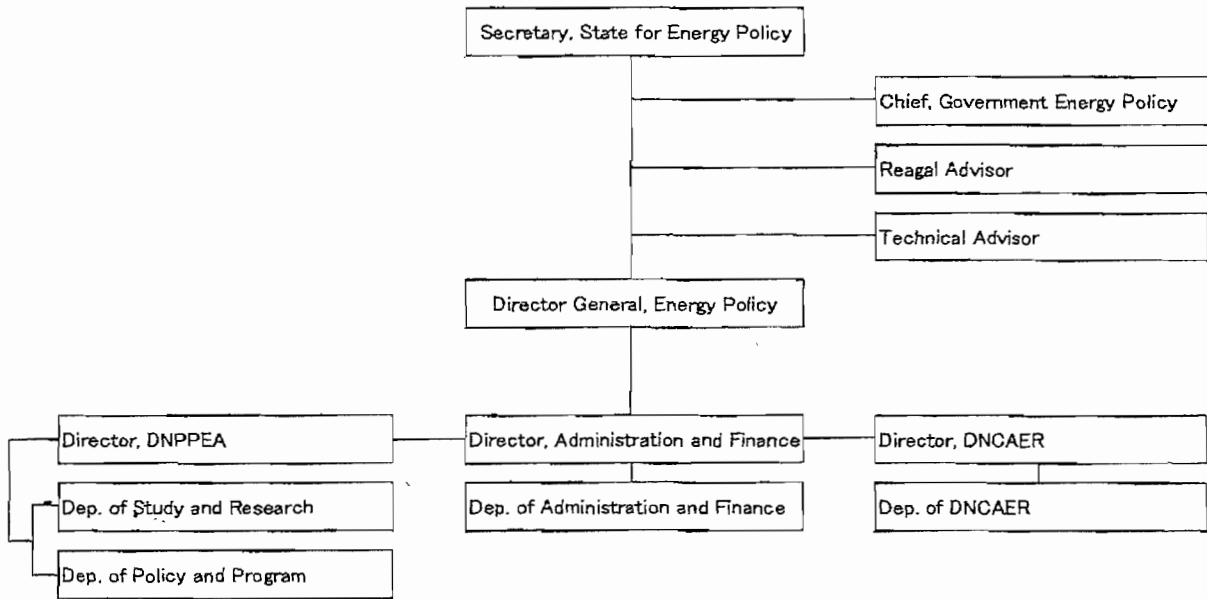 Secretary, State for Energy Policy
Chief, Government Energy Policy
Reagal Advisor
Technical Advisor
Director General, Energy Policy
Director, DNPPEA
Director, Administration and Finance
Director, DNCAER
Dep. of Study and Research
Dep. of Administration and Finance
Dep. of DNCAER
Dep. of Policy and Program